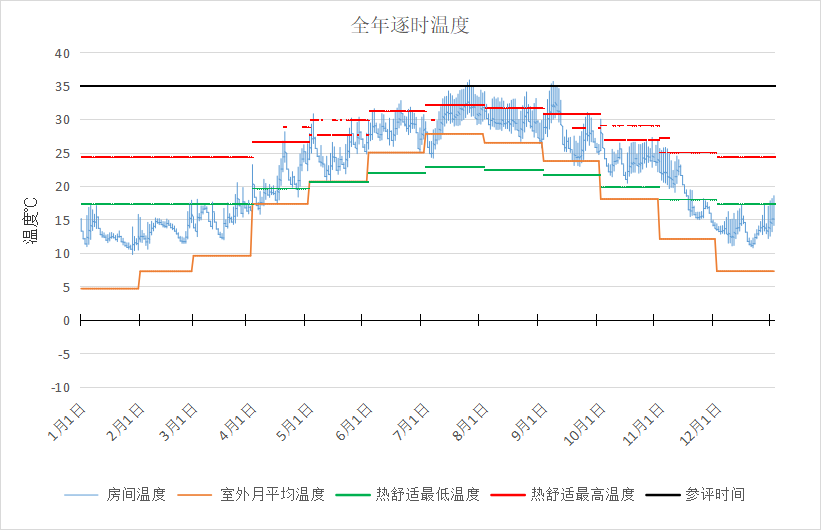 全年逐时温度
40
35
30
25
20
15
10
5
0
-5
-10
温度℃
1月1日
2月1日
3月1日
4月1日
5月1日
6月1日
7月1日
8月1日
9月1日
10月1日
11月1日
12月1日
房间温度 室外月平均温度 热舒适最低温度 热舒适最高温度 参评时间